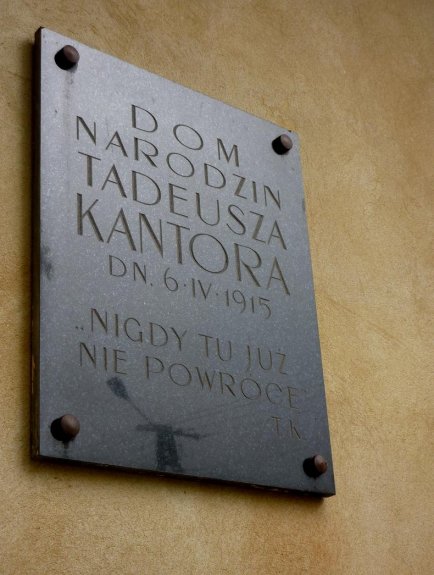 DOM
NARODZIN
TADEUSZA
KANTORA
DN. 6·IV·1915
„NIGDY TU JUŻ
NIE POWRÓCĘ"
T.K.